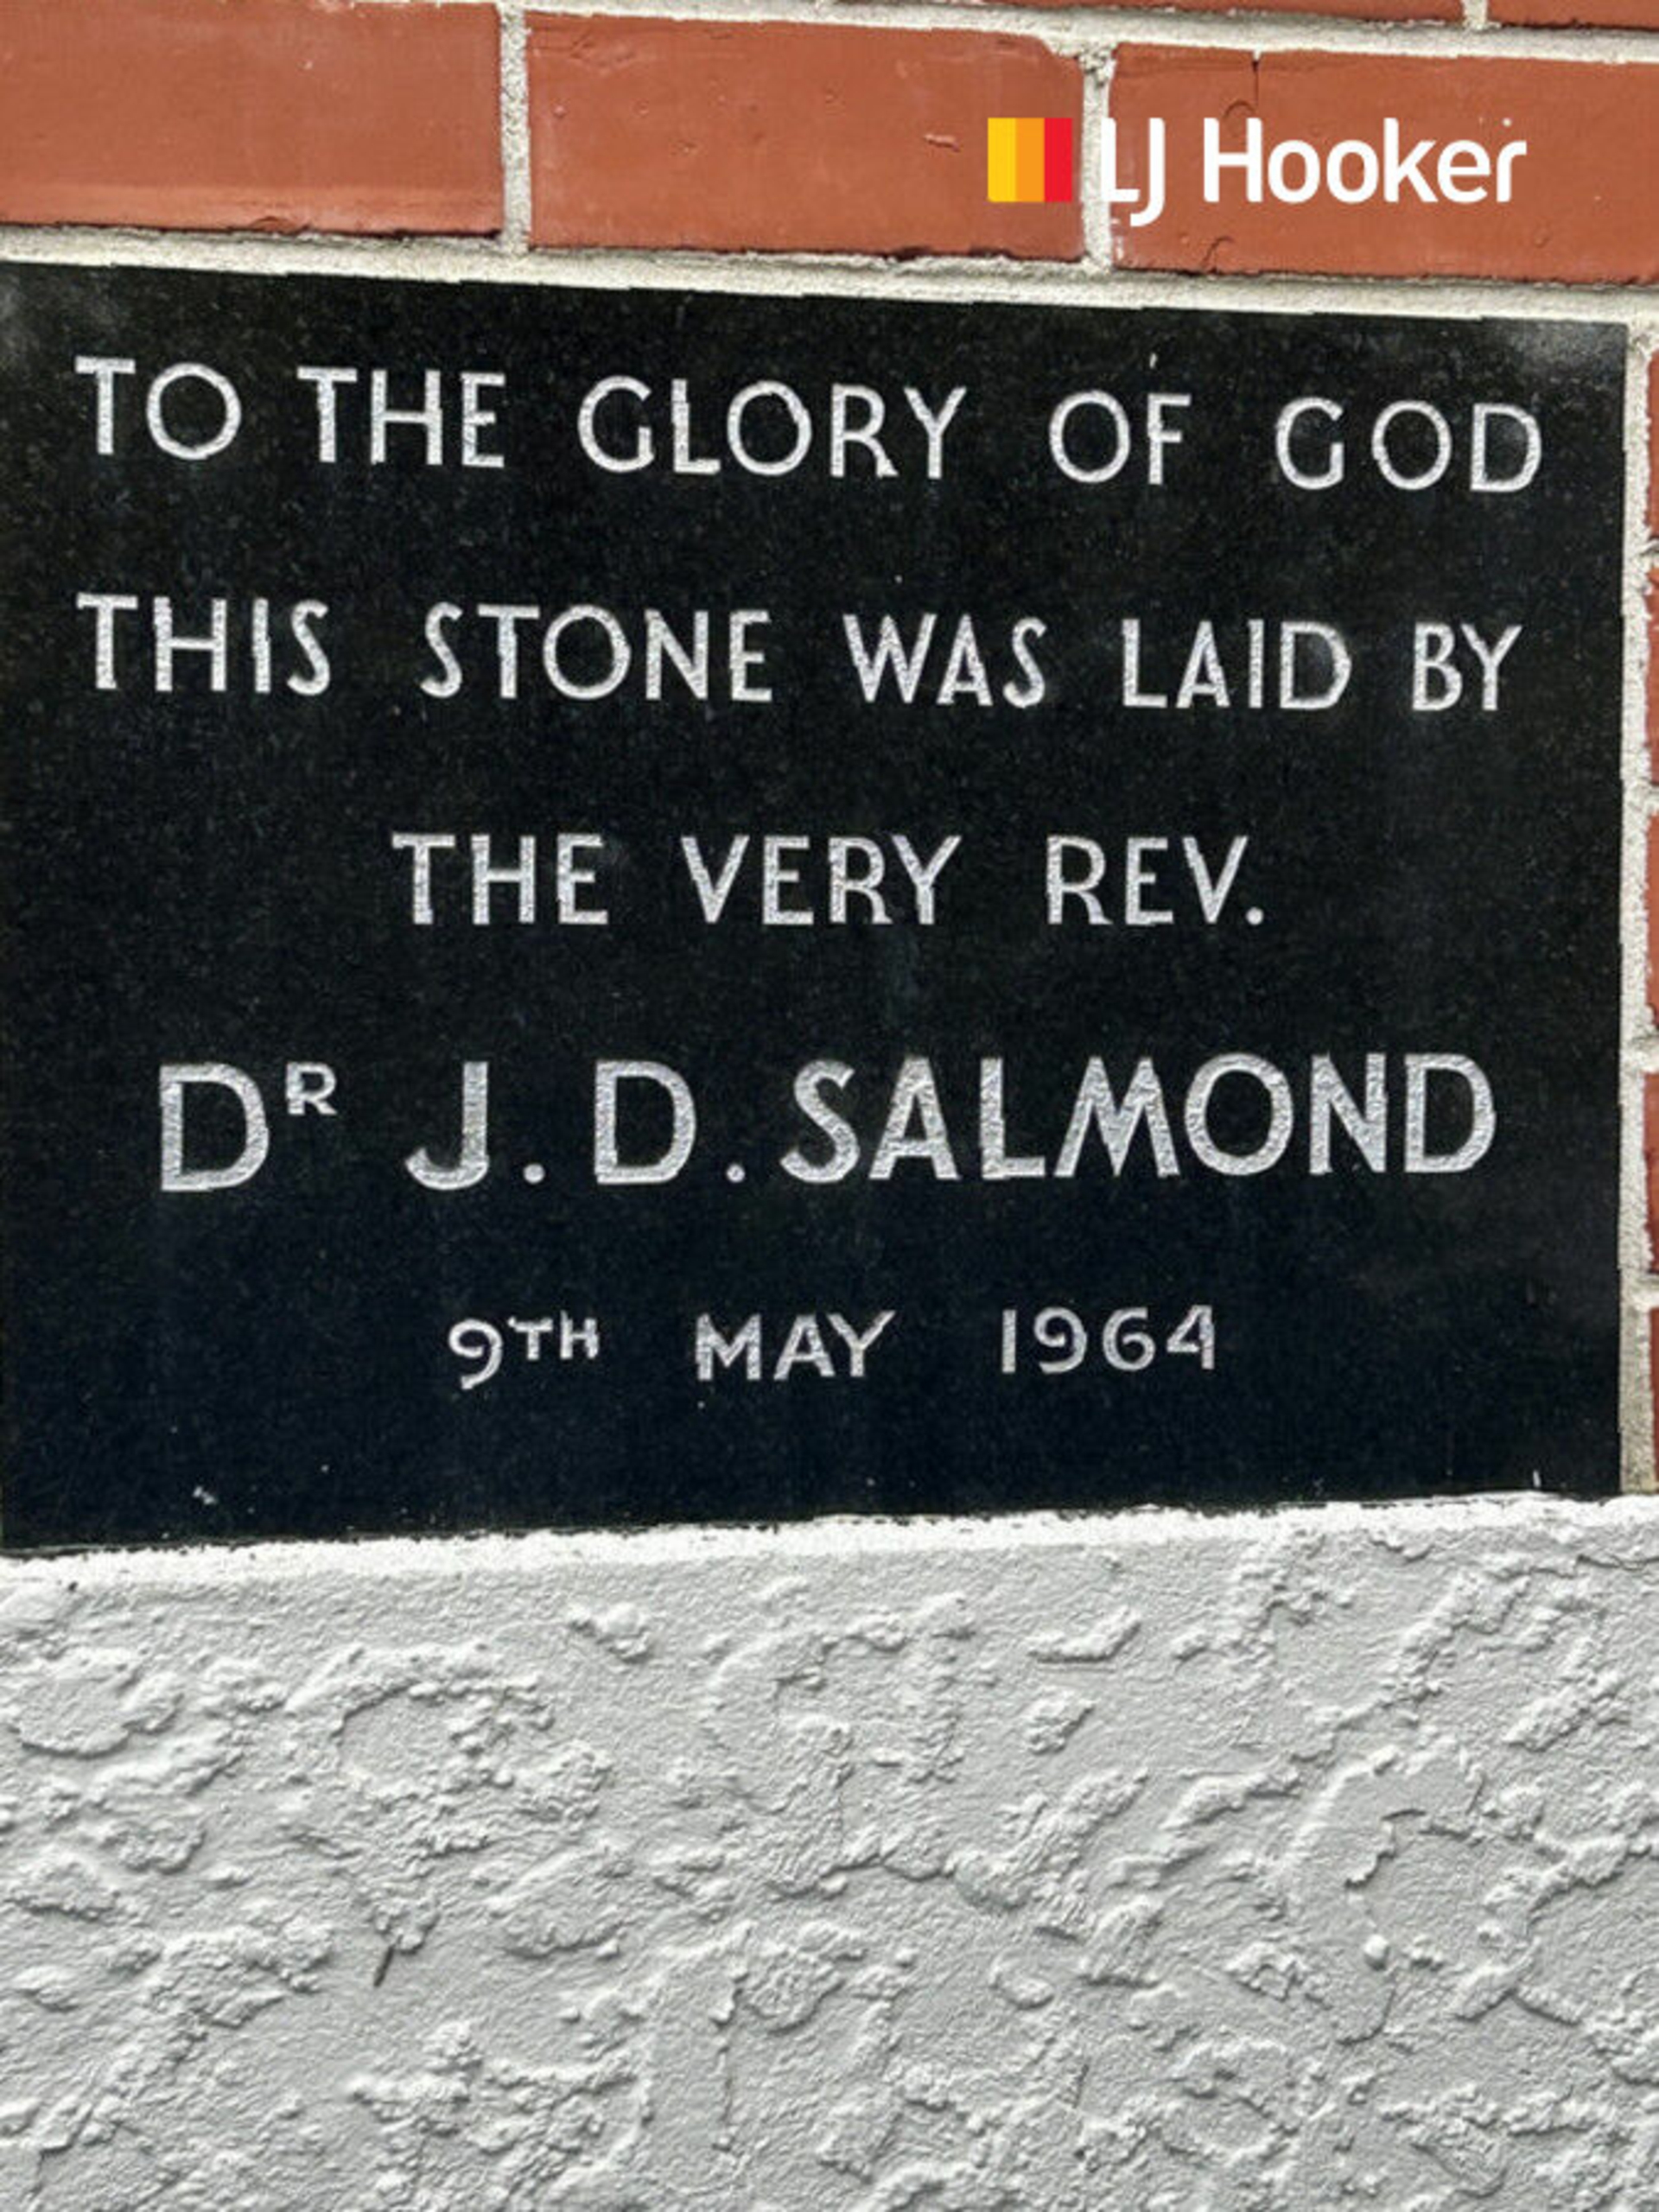 LJ Hooker
TO THE GLORY OF GOD
THIS STONE WAS LAID BY
THE VERY REV.
DR J. D. SALMOND
9TH MAY 1964